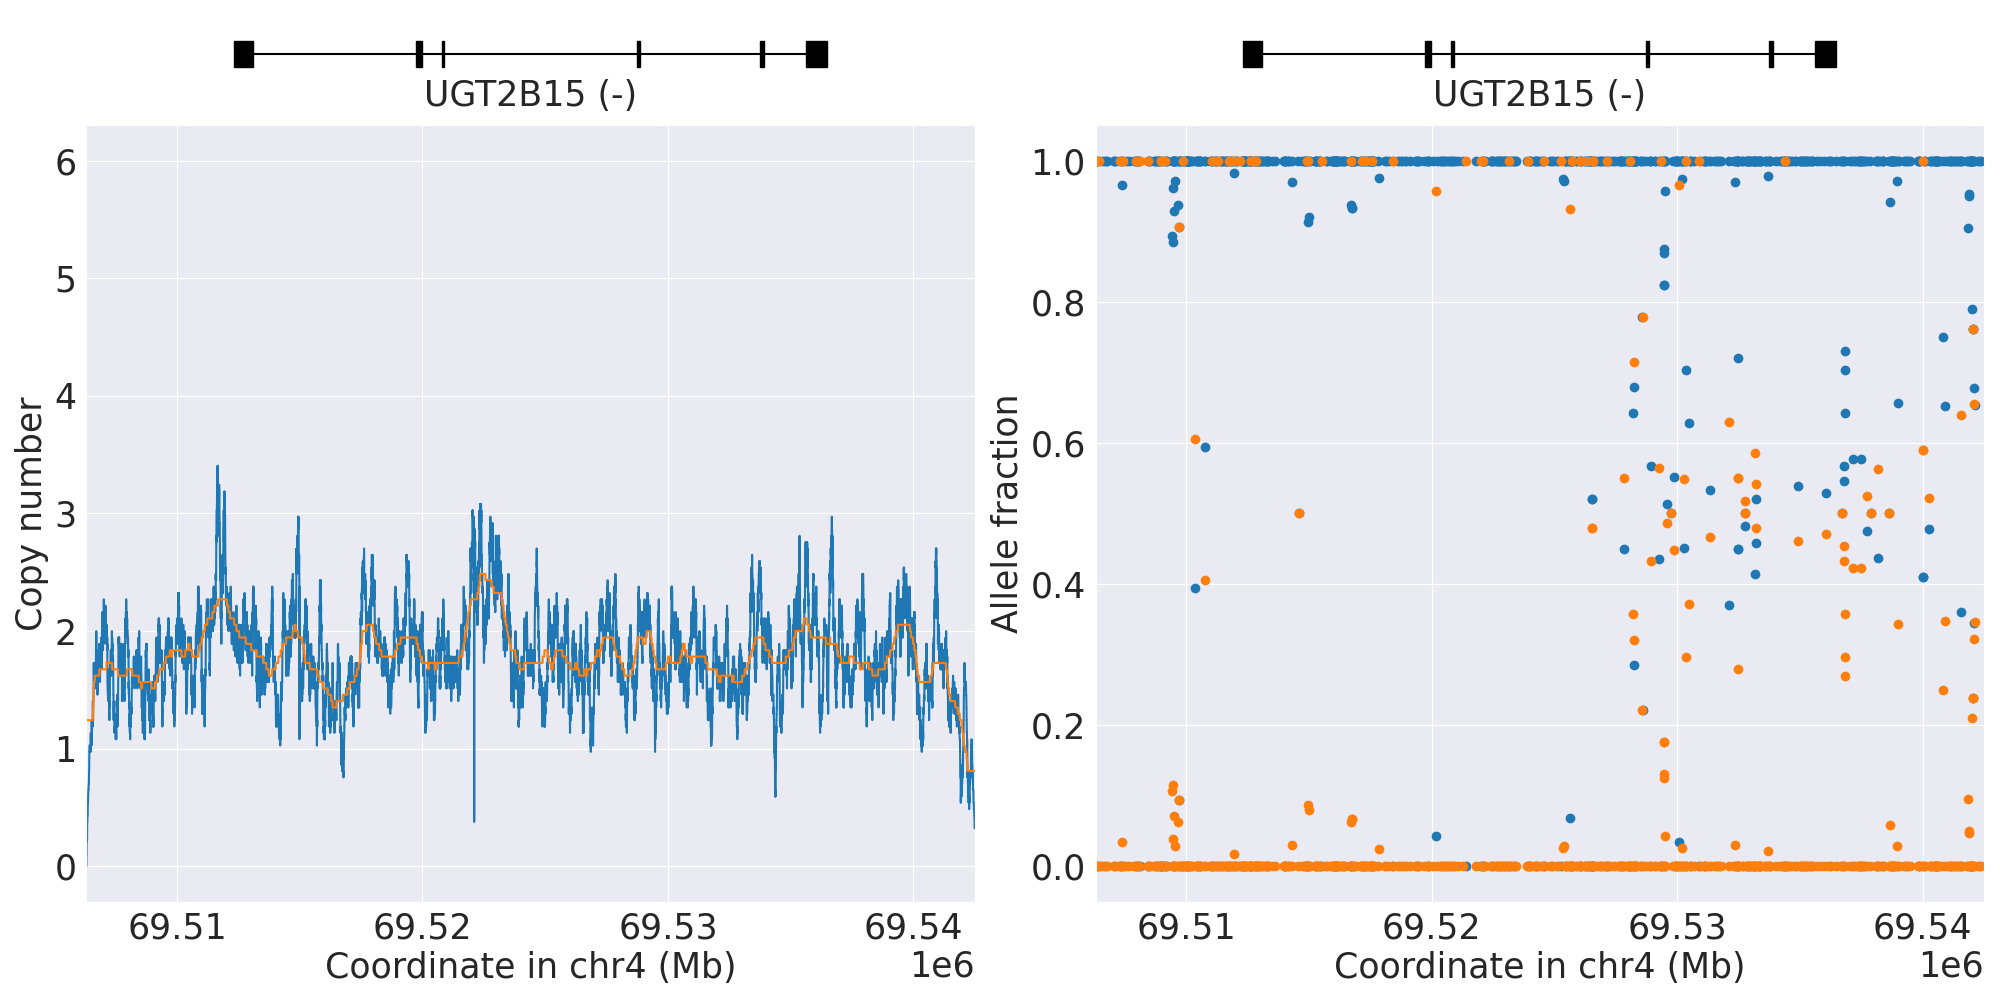 UGT2B15 (-)
6
5
4
3
2
1
0
Copy number
69.51 69.52 69.53 69.54
Coordinate in chr4 (Mb)
1e6
UGT2B15 (-)
1.0
0.8
0.6
0.4
0.2
0.0
Allele fraction
69.51 69.52 69.53 69.54
Coordinate in chr4 (Mb)
1e6